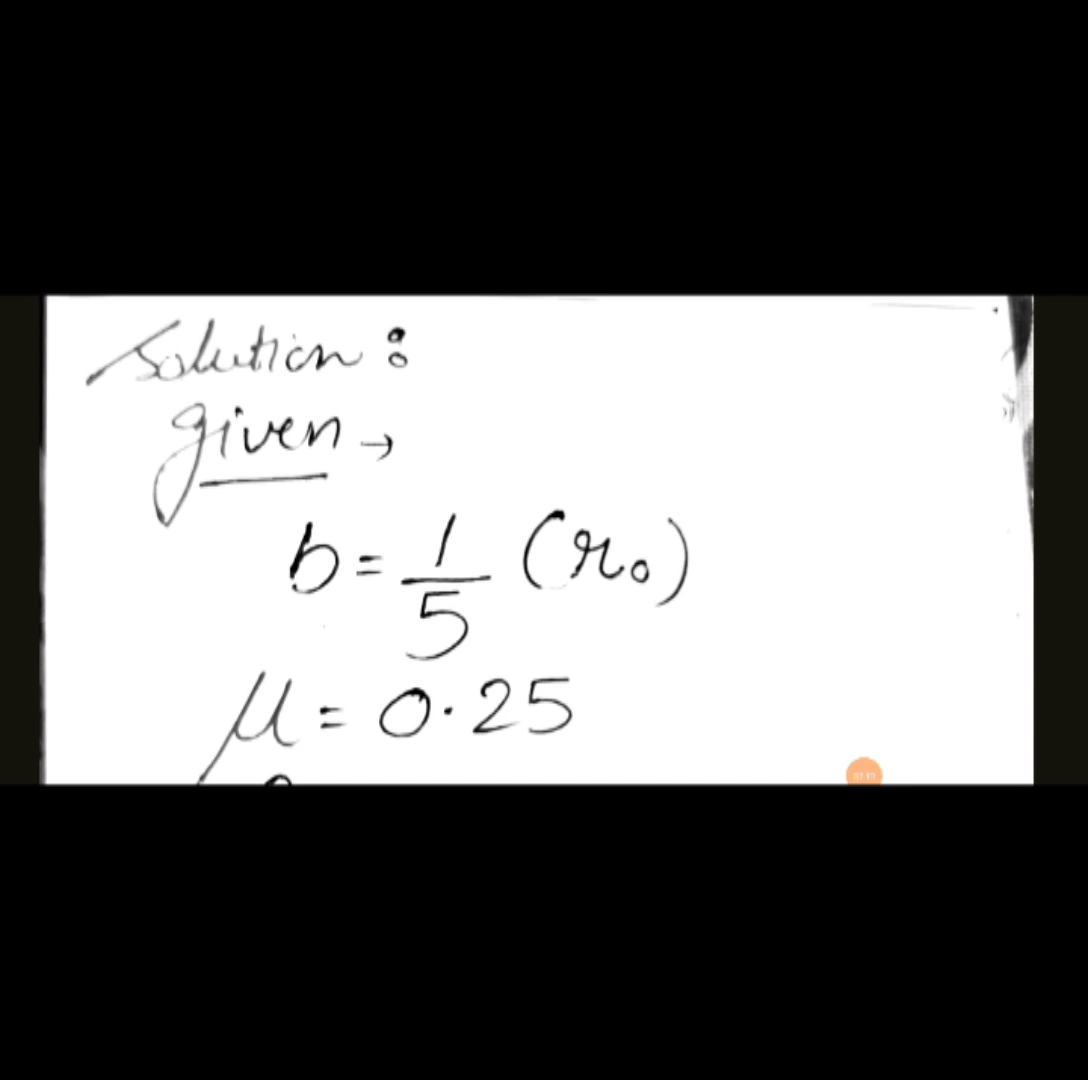 Solution :
given →
b = 1/5 (r₀)
μ = 0.25